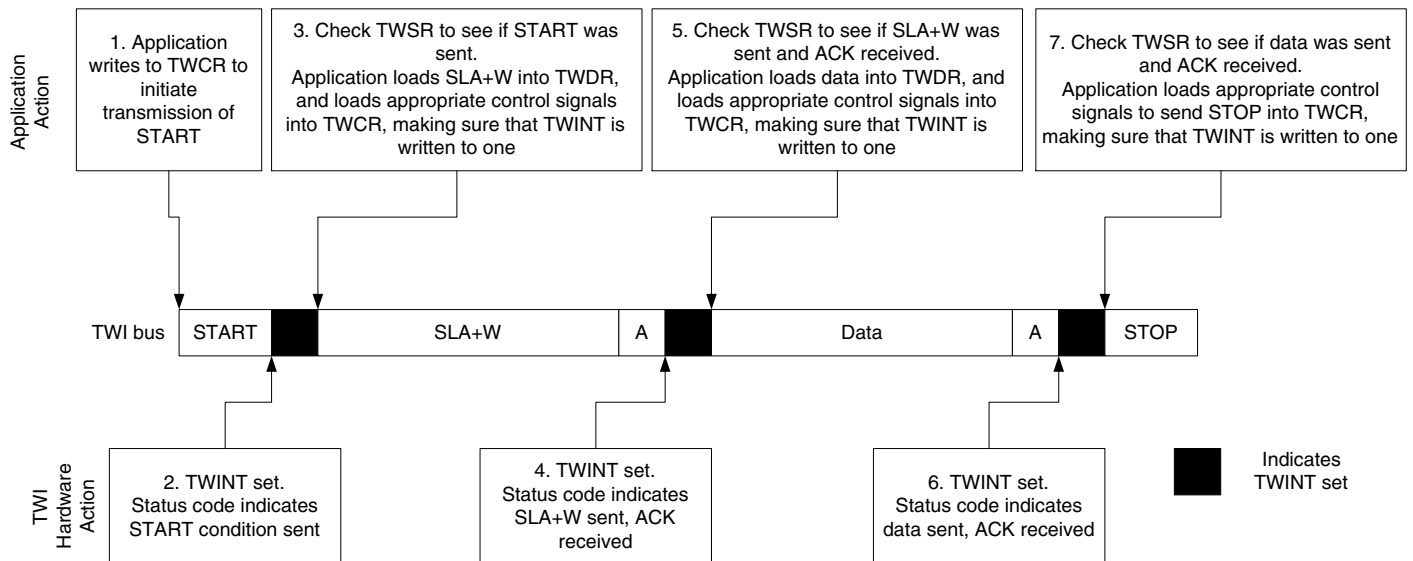 Application
Action
1. Application
writes to TWCR to
initiate
transmission of
START
3. Check TWSR to see if START was
sent.
Application loads SLA+W into TWDR,
and loads appropriate control signals
into TWCR, making sure that TWINT is
written to one
5. Check TWSR to see if SLA+W was
sent and ACK received.
Application loads data into TWDR, and
loads appropriate control signals into
TWCR, making sure that TWINT is
written to one
7. Check TWSR to see if data was sent
and ACK received.
Application loads appropriate control
signals to send STOP into TWCR,
making sure that TWINT is written to one
TWI bus
START
SLA+W
A
Data
A
STOP
TWI
Hardware
Action
2. TWINT set.
Status code indicates
START condition sent
4. TWINT set.
Status code indicates
SLA+W sent, ACK
received
6. TWINT set.
Status code indicates
data sent, ACK received
Indicates
TWINT set